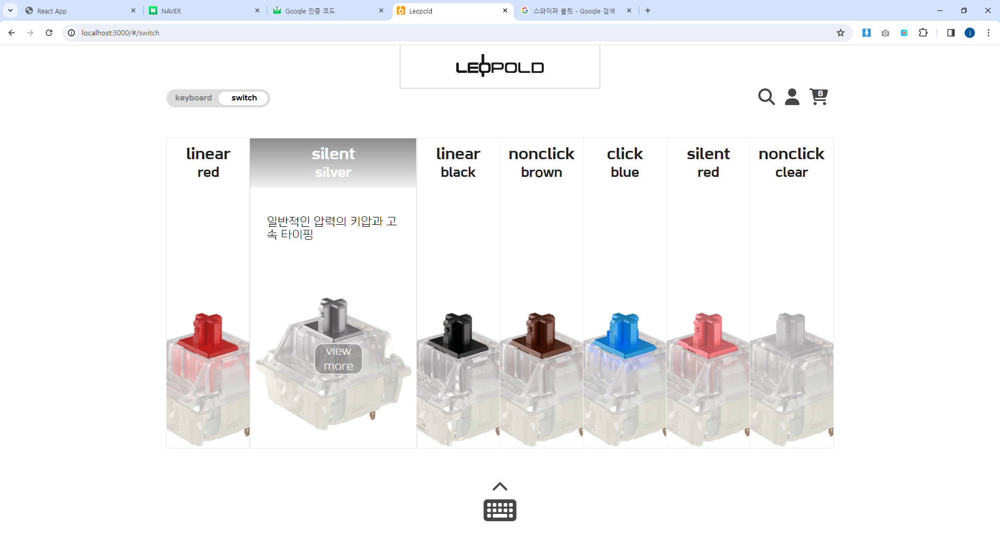 React App
NAVER
Google 인증 코드
Leopold
스와이퍼 블릿 - Google 검색
localhost:3000/#/switch
j
LEOPOLD
keyboard
switch
8
linear
red
silent
silver
linear
black
nonclick
brown
click
blue
silent
red
nonclick
clear
일반적인 압력의 키압과 고
속 타이핑
view
more